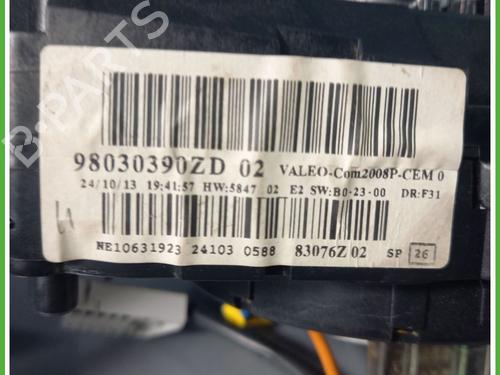 B-PARTS
98030390ZD 02 VALEO-Com2008P-CEM 0
24/10/13 19:41:57 HW:5847 02 E2 SW:B0-23-00 DR:F31
NE10631923 24103 0588 83076Z 02 SP 26